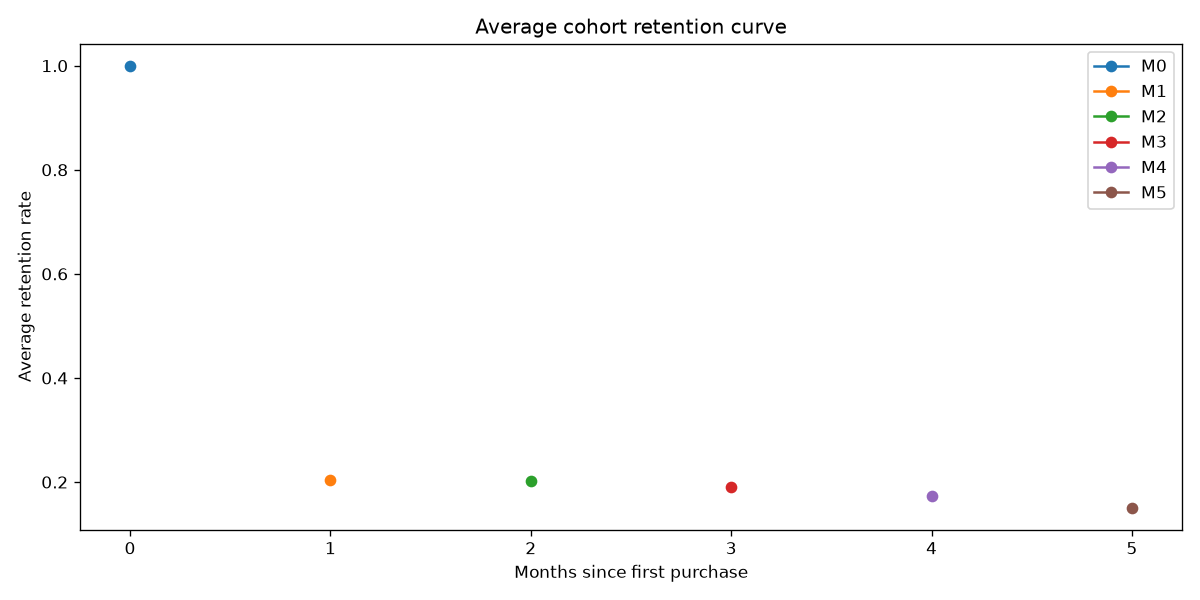 Average cohort retention curve
1.0
0.8
0.6
0.4
0.2
Average retention rate
M0
M1
M2
M3
M4
M5
0 1 2 3 4 5
Months since first purchase